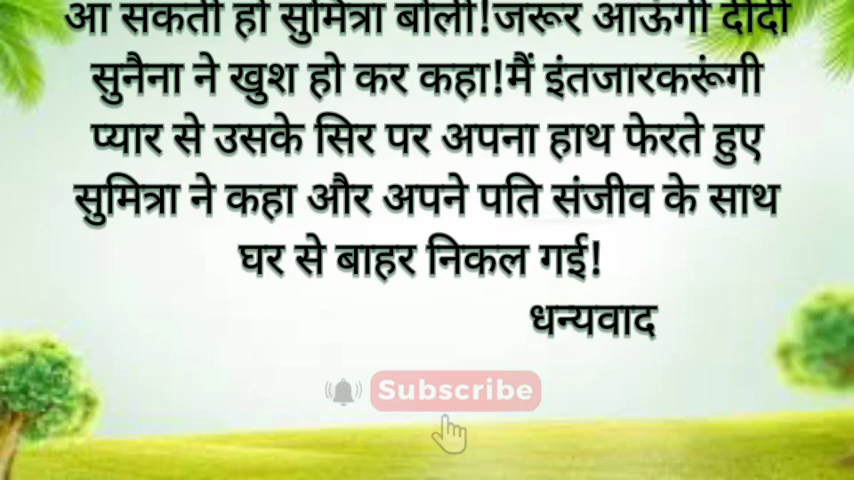 आ सकती हो सुमित्रा बोली!जरूर आऊंगी दीदी
सुनैना ने खुश हो कर कहा!मैं इंतजारकरूंगी
प्यार से उसके सिर पर अपना हाथ फेरते हुए
सुमित्रा ने कहा और अपने पति संजीव के साथ
घर से बाहर निकल गई!
धन्यवाद
Subscribe